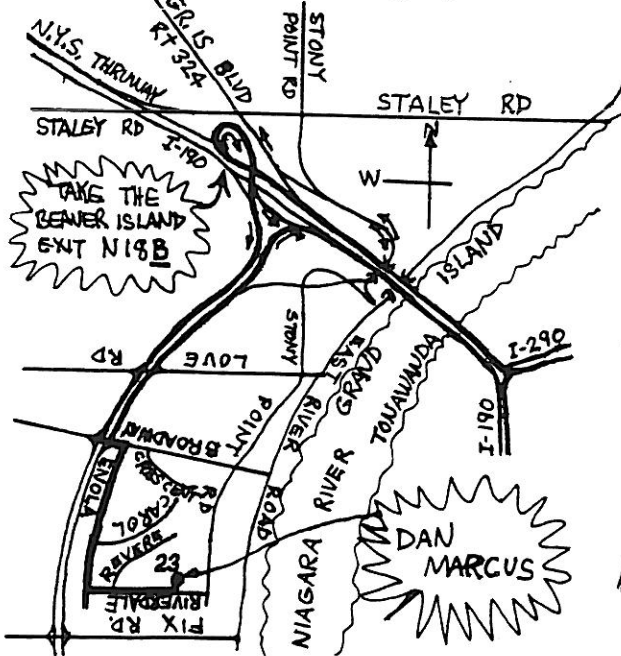 GR. IS BLVD
RT 324
STONY
POINT RD
N.Y.S. THRUWAY
STALEY RD
STALEY RD
N
I-190
W
TAKE THE
BEAVER ISLAND
EXIT N18B
ISLAND
STONY
LOVE RD
EAST
GRAND
I-290
I-190
POINT
RIVER
TONAWANDA
BROADWAY
ENOLA
RD
CAROL
ROAD
RIVER
REVERE
23
DAN
MARCUS
RIVERDALE
NIAGARA
FIX RD.